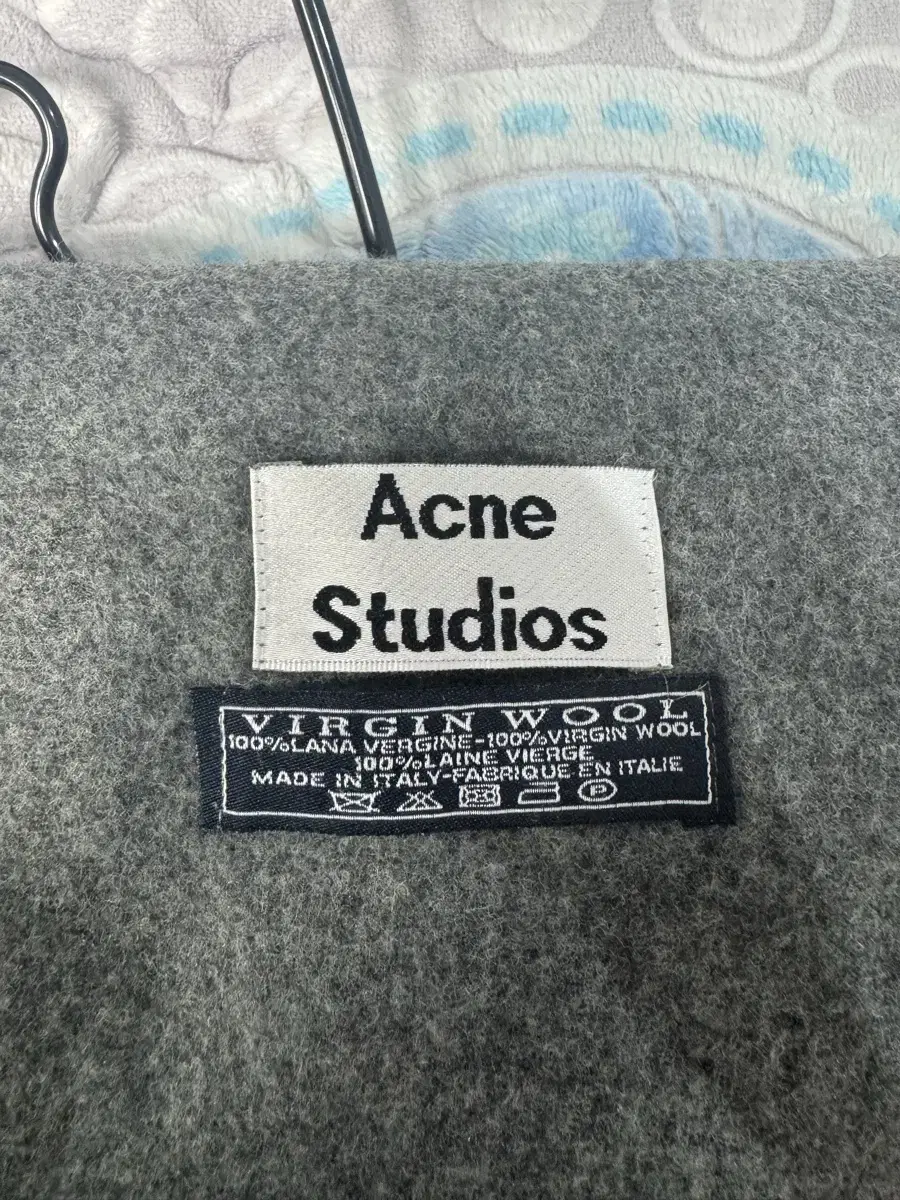 Acne
Studios
VIRGIN WOOL
100%LANA VERGINE-100%VIRGIN WOOL
100%LAINE VIERGE
MADE IN ITALY-FABRIQUE EN ITALIE
P